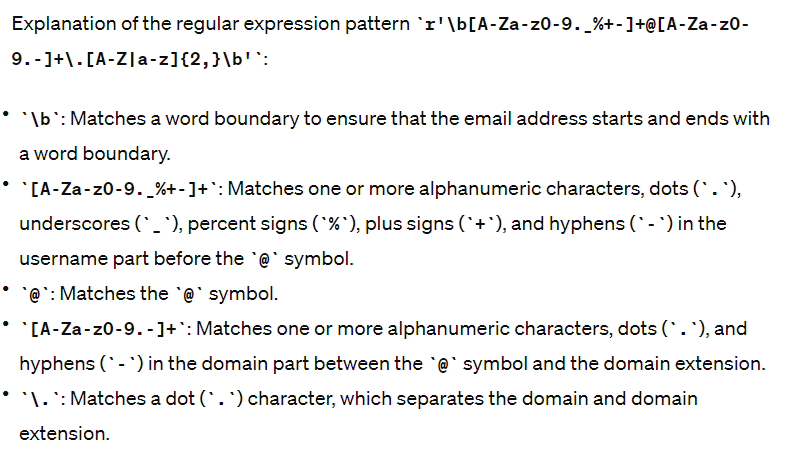 Explanation of the regular expression pattern `r'\b[A-Za-z0-9._%+-]+@[A-Za-z0-
9.-]+\.[A-Z|a-z]{2,}\b'`:
• `\b`: Matches a word boundary to ensure that the email address starts and ends with
a word boundary.
• `[A-Za-z0-9._%+-]+`: Matches one or more alphanumeric characters, dots (`.`),
underscores (`_`), percent signs (`%`), plus signs (`+`), and hyphens (`-`) in the
username part before the `@` symbol.
• `@`: Matches the `@` symbol.
• `[A-Za-z0-9.-]+`: Matches one or more alphanumeric characters, dots (`.`), and
hyphens (`-`) in the domain part between the `@` symbol and the domain extension.
• `\.`: Matches a dot (`.`) character, which separates the domain and domain
extension.